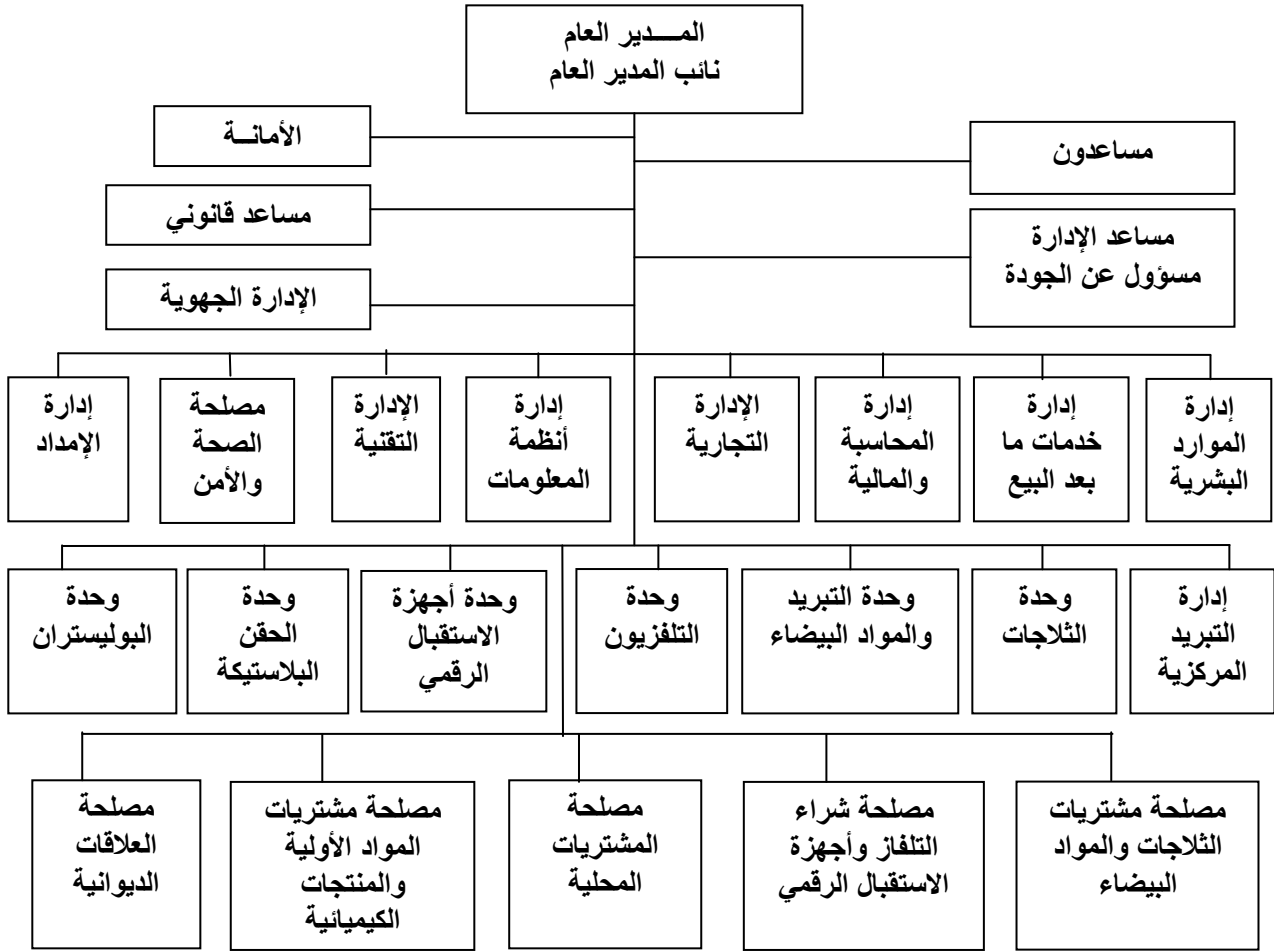 المـــدير العام
نائب المدير العام
مساعدون
الأمانــة
مساعد الإدارة
مسؤول عن الجودة
مساعد قانوني
الإدارة الجهوية
إدارة
الموارد
البشرية
إدارة
خدمات ما
بعد البيع
إدارة
المحاسبة
والمالية
الإدارة
التجارية
إدارة
أنظمة
المعلومات
الإدارة
التقنية
مصلحة
الصحة
والأمن
إدارة
الإمداد
إدارة
التبريد
المركزية
وحدة
الثلاجات
وحدة التبريد
والمواد البيضاء
وحدة
التلفزيون
وحدة أجهزة
الاستقبال
الرقمي
وحدة
الحقن
البلاستيكة
وحدة
البوليستران
مصلحة مشتريات
الثلاجات والمواد
البيضاء
مصلحة شراء
التلفاز وأجهزة
الاستقبال الرقمي
مصلحة
المشتريات
المحلية
مصلحة مشتريات
المواد الأولية
والمنتجات
الكيميائية
مصلحة
العلاقات
الديوانية